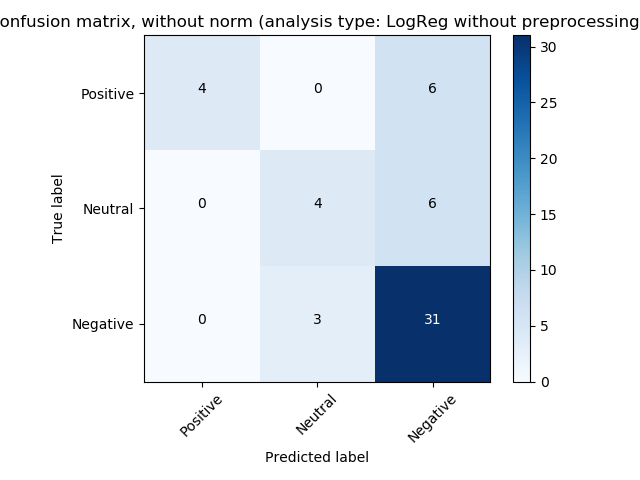 onfusion matrix, without norm (analysis type: LogReg without preprocessing
Positive 4 0 6
Neutral 0 4 6
Negative 0 3 31
Positive Neutral Negative
Predicted label
True label
30
25
20
15
10
5
0